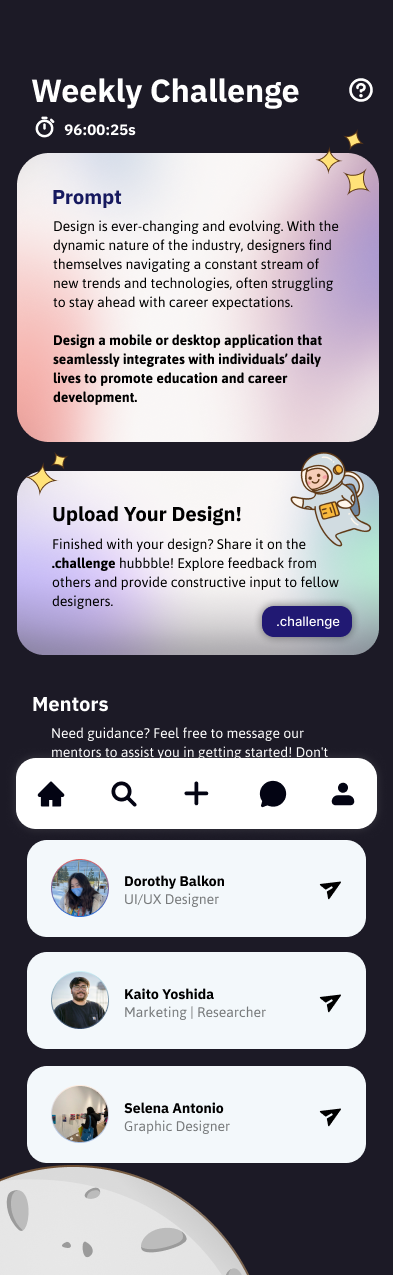 Weekly Challenge
96:00:25s
Prompt
Design is ever-changing and evolving. With the
dynamic nature of the industry, designers find
themselves navigating a constant stream of
new trends and technologies, often struggling
to stay ahead with career expectations.
Design a mobile or desktop application that
seamlessly integrates with individuals’ daily
lives to promote education and career
development.
Upload Your Design!
Finished with your design? Share it on the
.challenge hubbble! Explore feedback from
others and provide constructive input to fellow
designers.
.challenge
Mentors
Need guidance? Feel free to message our
mentors to assist you in getting started! Don't
Dorothy Balkon
UI/UX Designer
Kaito Yoshida
Marketing | Researcher
Selena Antonio
Graphic Designer